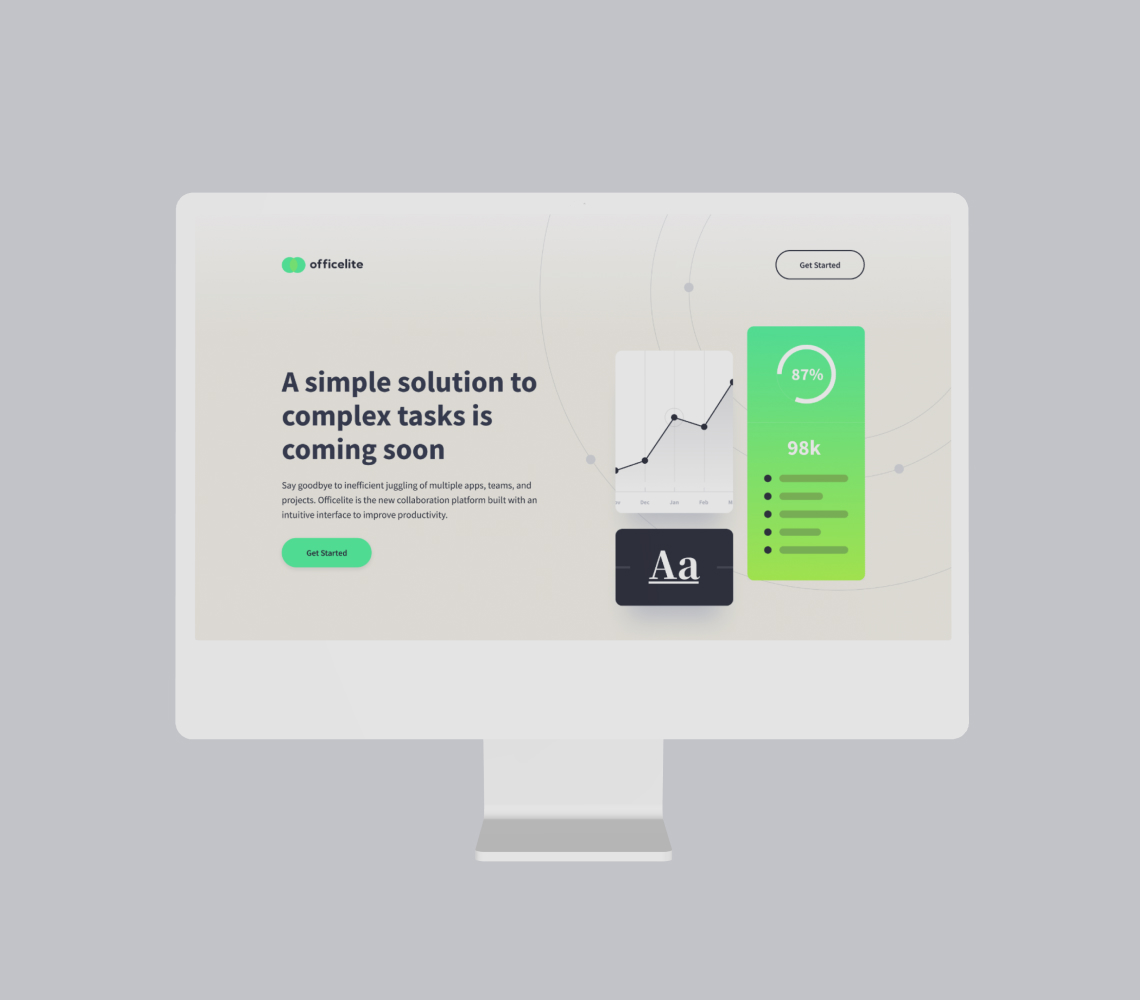 officelite
Get Started
A simple solution to
complex tasks is
coming soon
Say goodbye to inefficient juggling of multiple apps, teams, and
projects. Officelite is the new collaboration platform built with an
intuitive interface to improve productivity.
Get Started
Dec Jan Feb
Aa
87%
98k